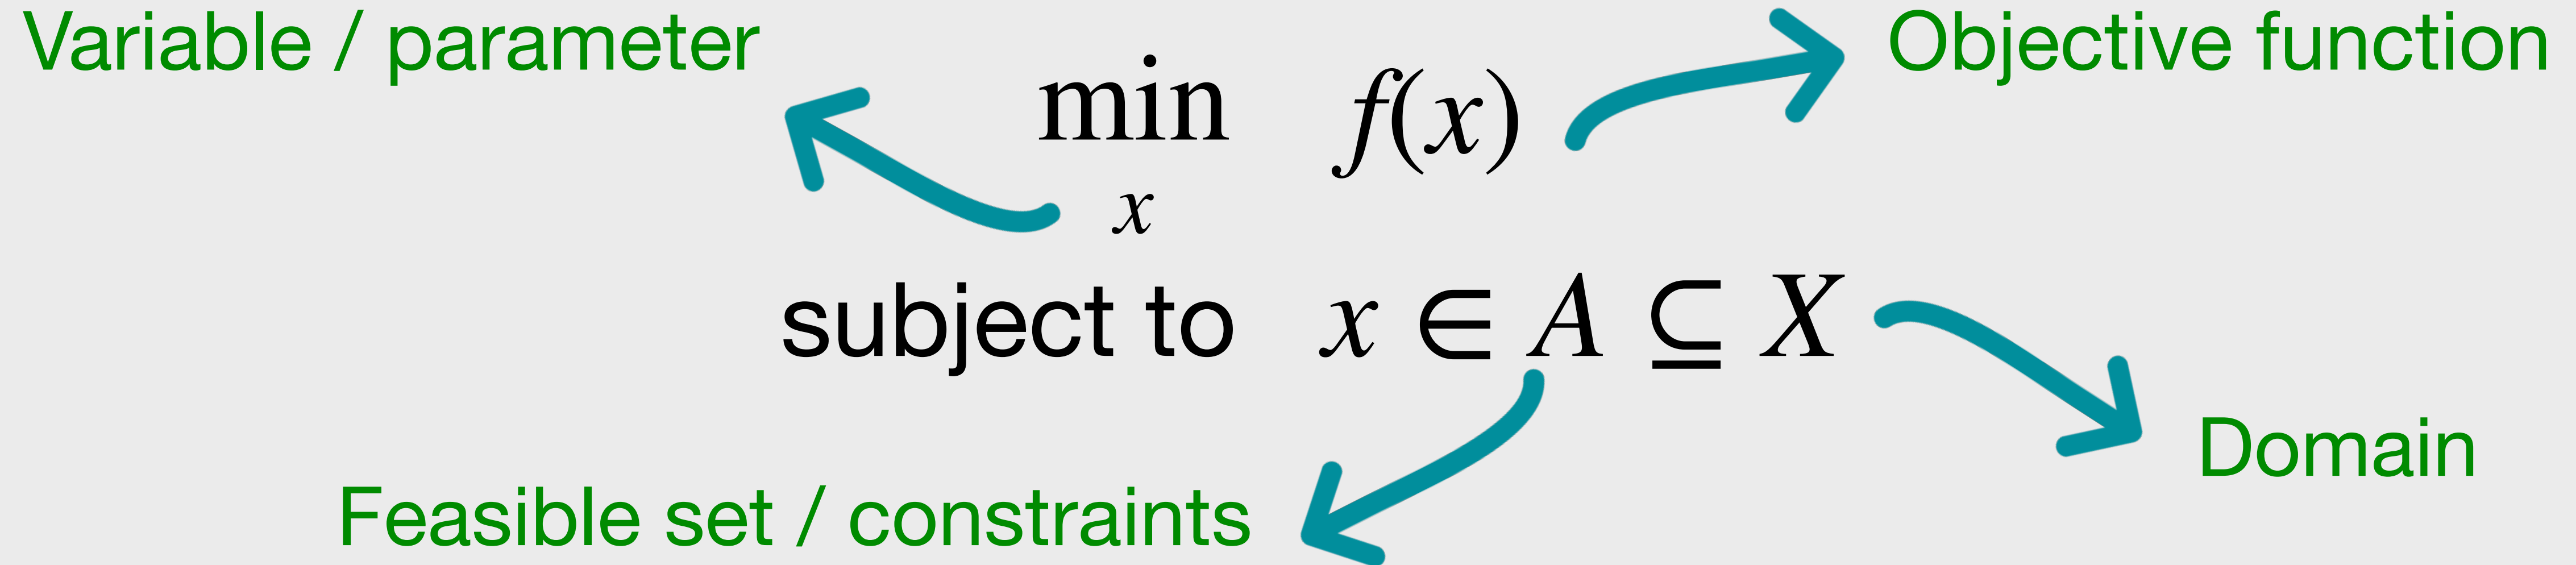 Variable / parameter
min f(x)
x
Objective function
subject to x ∈ A ⊆ X
Domain
Feasible set / constraints